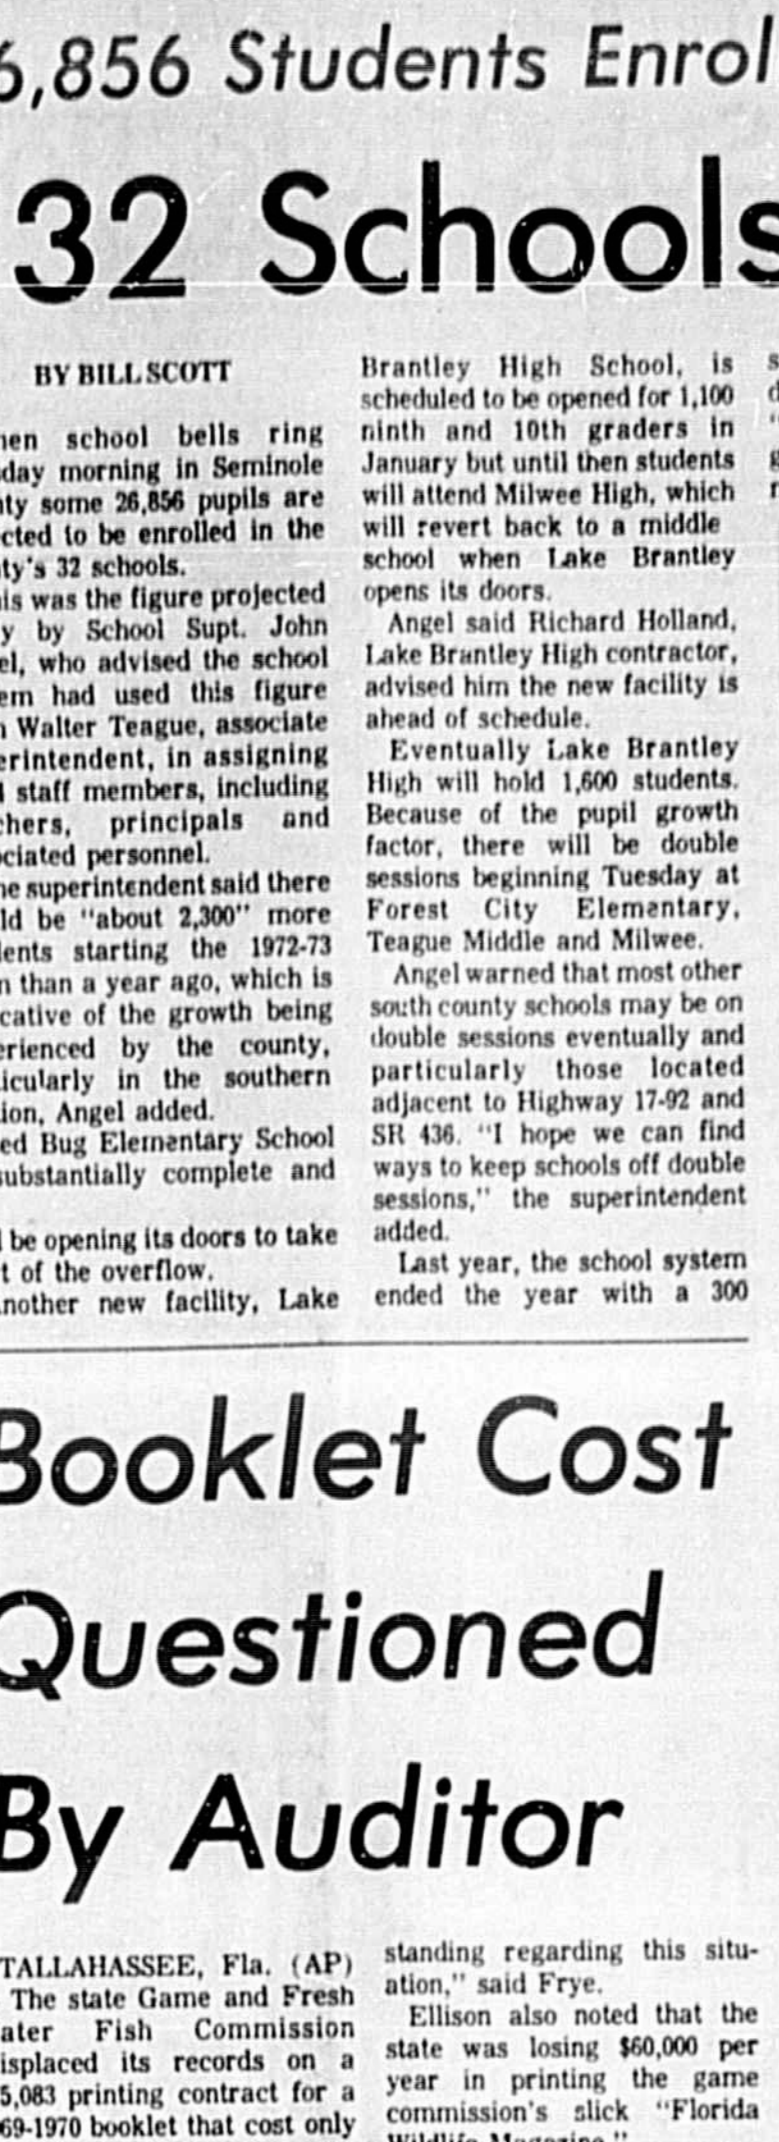 6,856 Students Enrol
32 Schools
BY BILL SCOTT
hen school bells ring
day morning in Seminole
nty some 26,856 pupils are
cted to be enrolled in the
ty's 32 schools.
is was the figure projected
y by School Supt. John
el, who advised the school
em had used this figure
Walter Teague, associate
erintendent, in assigning
staff members, including
chers, principals and
ciated personnel.
he superintendent said there
ld be "about 2,300" more
dents starting the 1972-73
m than a year ago, which is
cative of the growth being
erienced by the county,
icularly in the southern
ion, Angel added.
ed Bug Elementary School
substantially complete and
l be opening its doors to take
t of the overflow.
nother new facility, Lake
Brantley High School, is
scheduled to be opened for 1,100
ninth and 10th graders in
January but until then students
will attend Milwee High, which
will revert back to a middle
school when Lake Brantley
opens its doors.
Angel said Richard Holland,
Lake Brantley High contractor,
advised him the new facility is
ahead of schedule.
Eventually Lake Brantley
High will hold 1,600 students.
Because of the pupil growth
factor, there will be double
sessions beginning Tuesday at
Forest City Elementary,
Teague Middle and Milwee.
Angel warned that most other
south county schools may be on
double sessions eventually and
particularly those located
adjacent to Highway 17-92 and
SR 436. "I hope we can find
ways to keep schools off double
sessions," the superintendent
added.
Last year, the school system
ended the year with a 300
Booklet Cost
Questioned
By Auditor
TALLAHASSEE, Fla. (AP)
The state Game and Fresh
ater Fish Commission
isplaced its records on a
5,083 printing contract for a
69-1970 booklet that cost only
standing regarding this situ-
ation," said Frye.
Ellison also noted that the
state was losing $60,000 per
year in printing the game
commission's slick "Florida
Wildlife Magazine."